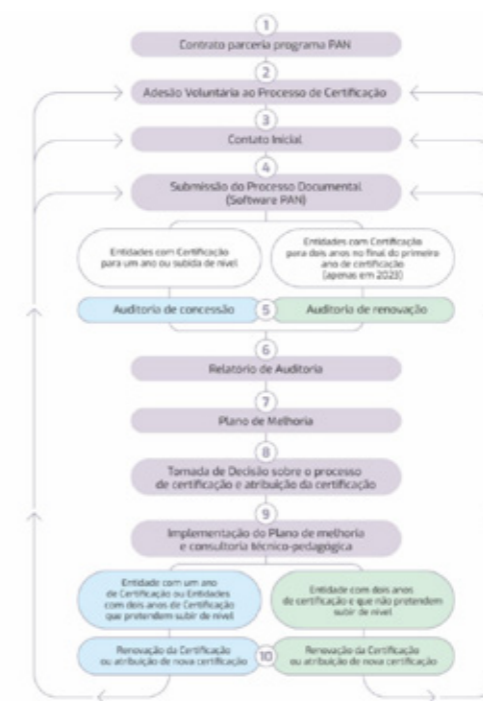 1
Contrato parceria programa PAN
2
Adesão Voluntária ao Processo de Certificação
3
Contato Inicial
4
Submissão do Processo Documental
(Software PAN)
Entidades com Certificação
para um ano ou subida de nível
Entidades com Certificação
para dois anos no final do primeiro
ano de certificação
(apenas em 2023)
Auditoria de concessão
5
Auditoria de renovação
6
Relatório de Auditoria
7
Plano de Melhoria
8
Tomada de Decisão sobre o processo
de certificação e atribuição da certificação
9
Implementação do Plano de melhoria
e consultoria técnico-pedagógica
Entidade com um ano
de Certificação ou Entidades
com dois anos de Certificação
que pretendem subir de nível
Entidade com dois anos
de certificação e que não pretendem
subir de nível
Renovação da Certificação
ou atribuição de nova certificação
10
Renovação da Certificação
ou atribuição de nova certificação